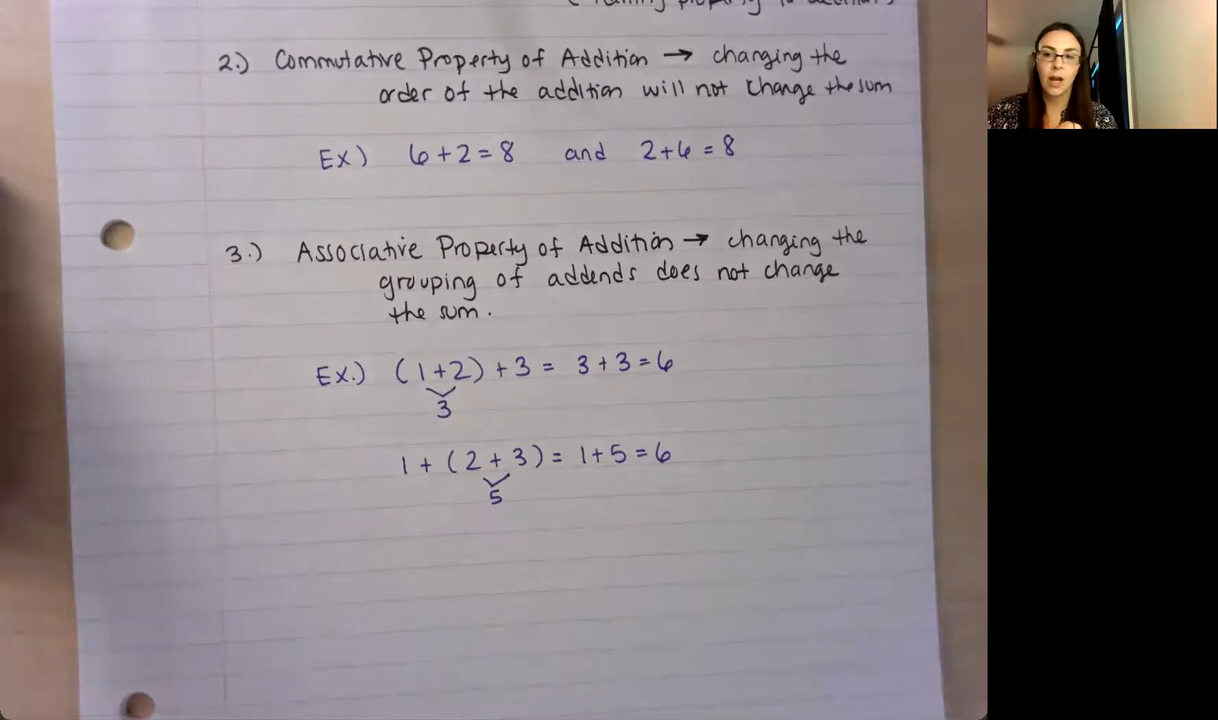 2.) Commutative Property of Addition → changing the
order of the addition will not change the sum
Ex) 6+2=8 and 2+6=8
3.) Associative Property of Addition → changing the
grouping of addends does not change
the sum.
Ex.) (1+2)+3 = 3+3=6
3
1+(2+3)= 1+5=6
5